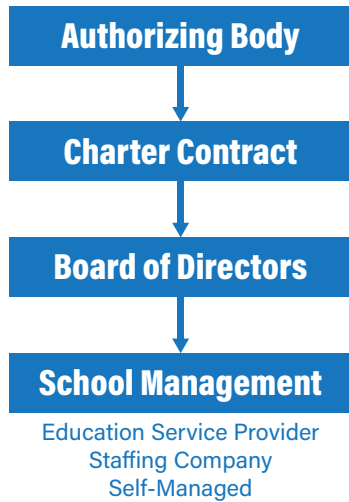 Authorizing Body
Charter Contract
Board of Directors
School Management
Education Service Provider
Staffing Company
Self-Managed